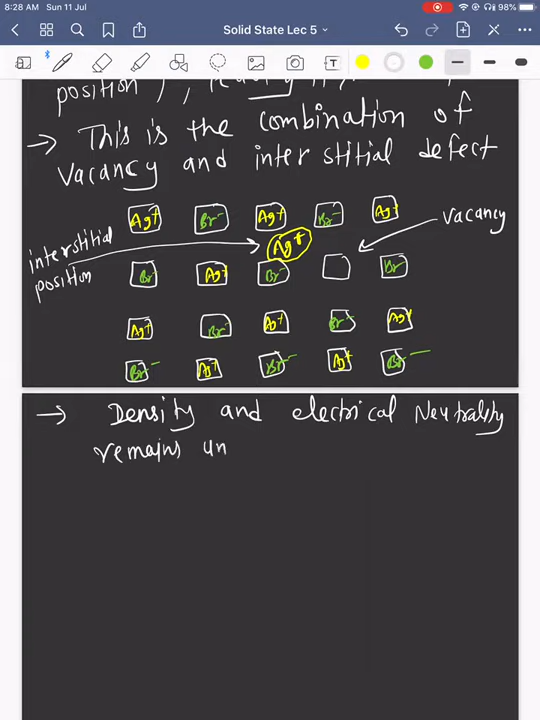 8:28 AM Sun 11 Jul
98%
Solid State Lec 5
position
→ This is the combination of
vacancy and interstitial defect
Ag+ Br- Ag+ Br- Ag+
vacancy
interstitial
position
Ag+
Br- Ag+ Br- Br-
Ag+ Br- Ag+ Br- Ag+
Br- Ag+ Br- Ag+ Br-
→ Density and electrical Neutrality
remains un